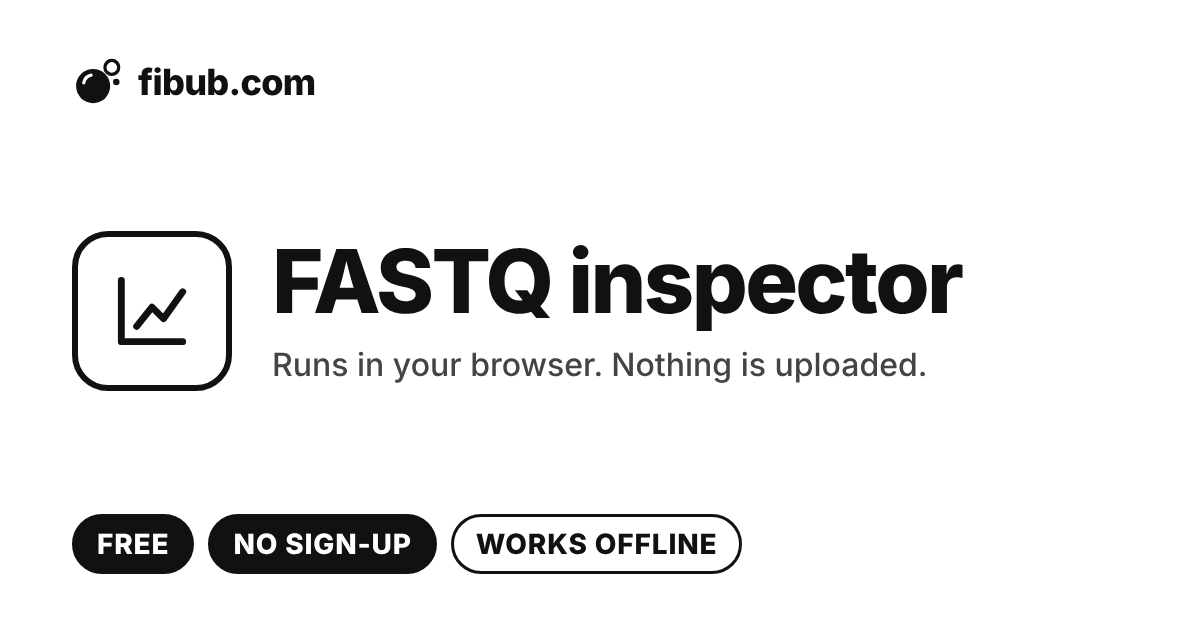 fibub.com
FASTQ inspector
Runs in your browser. Nothing is uploaded.
FREE NO SIGN-UP WORKS OFFLINE